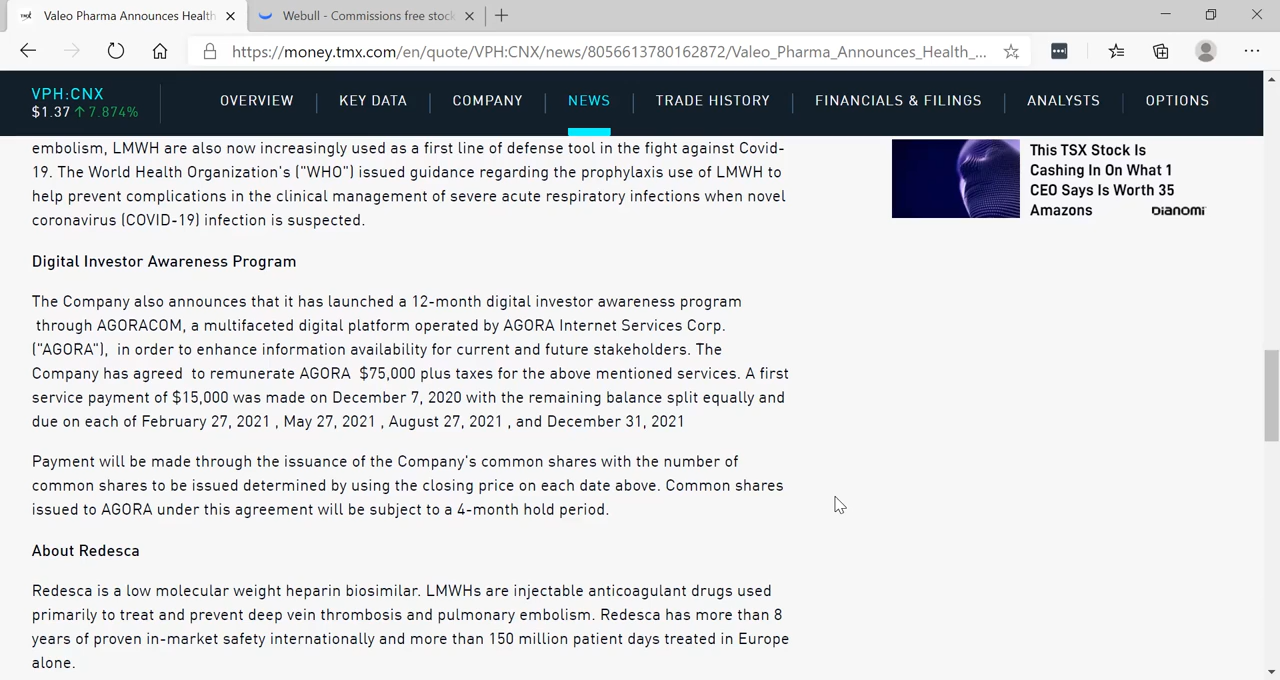 Valeo Pharma Announces Health
Webull - Commissions free stock
https://money.tmx.com/en/quote/VPH:CNX/news/8056613780162872/Valeo_Pharma_Announces_Health_...
VPH:CNX
$1.37 ↑ 7.874%
OVERVIEW
KEY DATA
COMPANY
NEWS
TRADE HISTORY
FINANCIALS & FILINGS
ANALYSTS
OPTIONS
embolism, LMWH are also now increasingly used as a first line of defense tool in the fight against Covid-
19. The World Health Organization's ("WHO") issued guidance regarding the prophylaxis use of LMWH to
help prevent complications in the clinical management of severe acute respiratory infections when novel
coronavirus (COVID-19) infection is suspected.
Digital Investor Awareness Program
The Company also announces that it has launched a 12-month digital investor awareness program
through AGORACOM, a multifaceted digital platform operated by AGORA Internet Services Corp.
("AGORA"), in order to enhance information availability for current and future stakeholders. The
Company has agreed to remunerate AGORA $75,000 plus taxes for the above mentioned services. A first
service payment of $15,000 was made on December 7, 2020 with the remaining balance split equally and
due on each of February 27, 2021 , May 27, 2021 , August 27, 2021 , and December 31, 2021
Payment will be made through the issuance of the Company's common shares with the number of
common shares to be issued determined by using the closing price on each date above. Common shares
issued to AGORA under this agreement will be subject to a 4-month hold period.
About Redesca
Redesca is a low molecular weight heparin biosimilar. LMWHs are injectable anticoagulant drugs used
primarily to treat and prevent deep vein thrombosis and pulmonary embolism. Redesca has more than 8
years of proven in-market safety internationally and more than 150 million patient days treated in Europe
alone.
This TSX Stock Is
Cashing In On What 1
CEO Says Is Worth 35
Amazons
DIANOMI